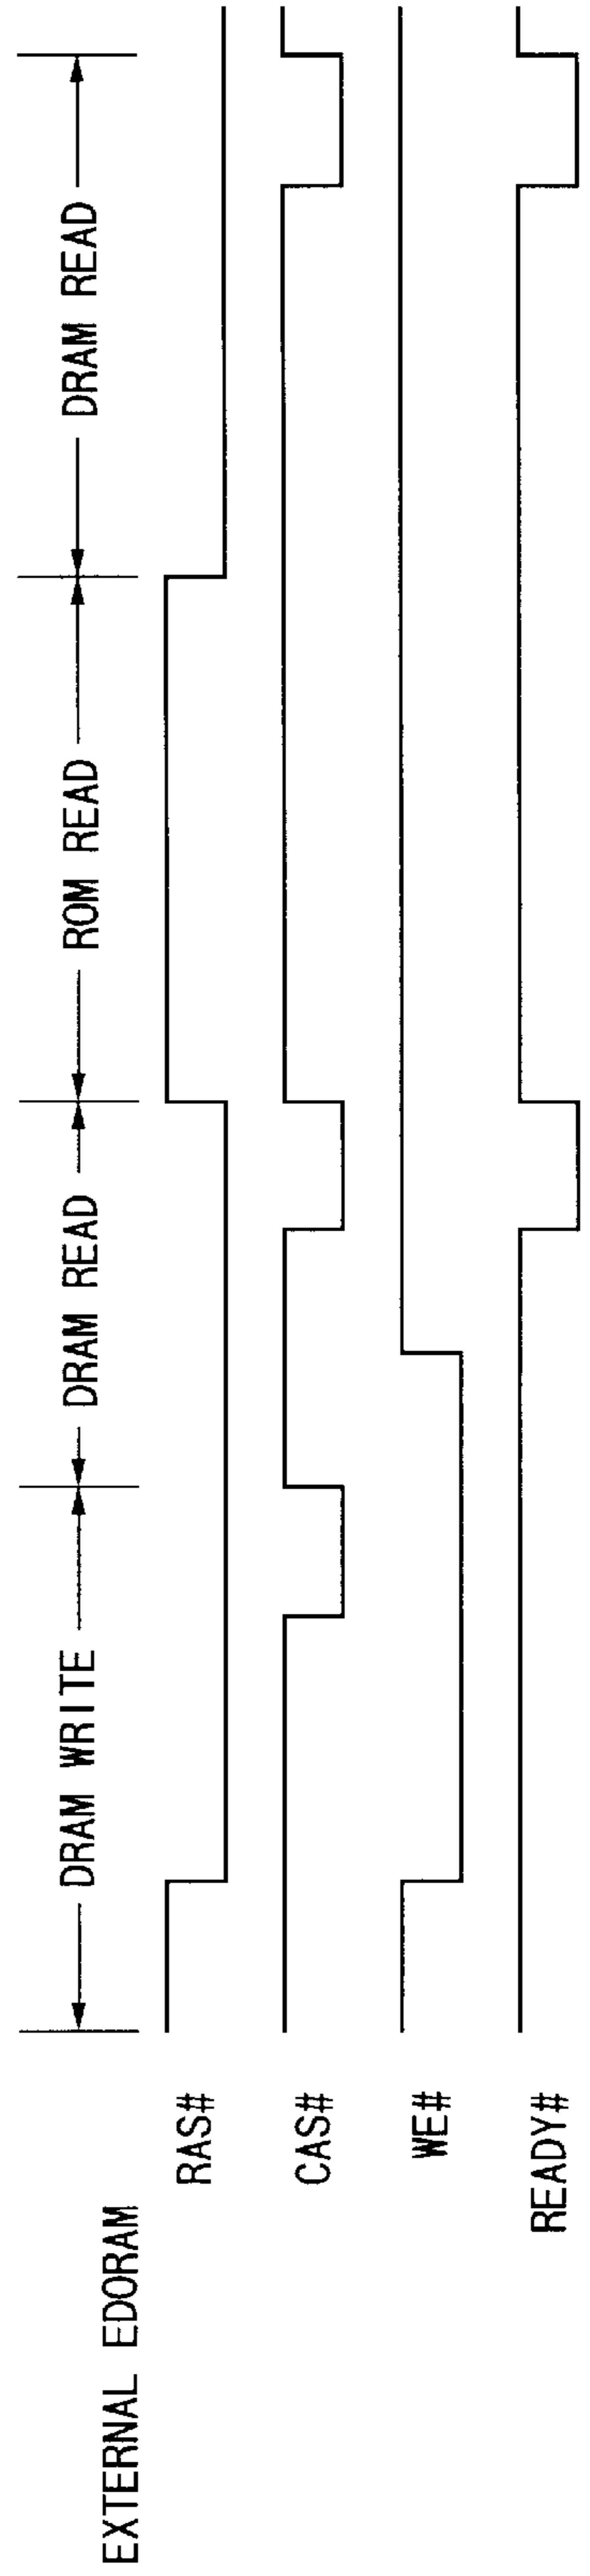 EXTERNAL EDORAM
DRAM WRITE
DRAM READ
ROM READ
DRAM READ
RAS#
CAS#
WE#
READY#